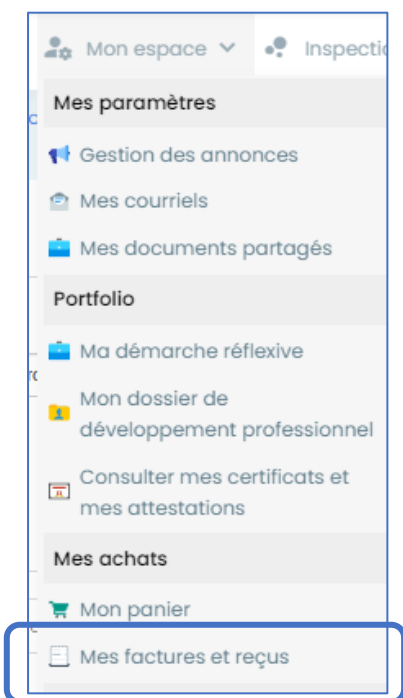 Mon espace
Inspectio
Mes paramètres
Gestion des annonces
Mes courriels
Mes documents partagés
Portfolio
Ma démarche réflexive
Mon dossier de
développement professionnel
Consulter mes certificats et
mes attestations
Mes achats
Mon panier
Mes factures et reçus